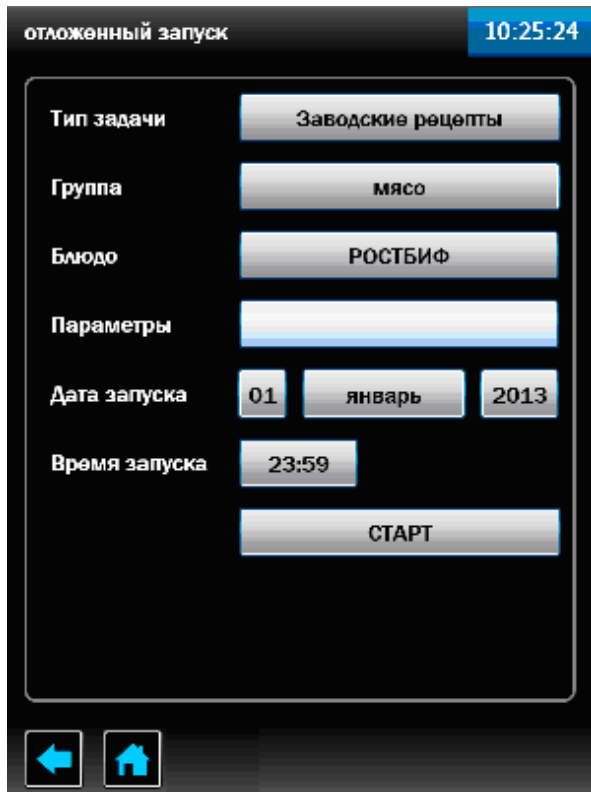 отложенный запуск 10:25:24
Тип задачи Заводские рецепты
Группа мясо
Блюдо РОСТБИФ
Параметры
Дата запуска 01 январь 2013
Время запуска 23:59
СТАРТ